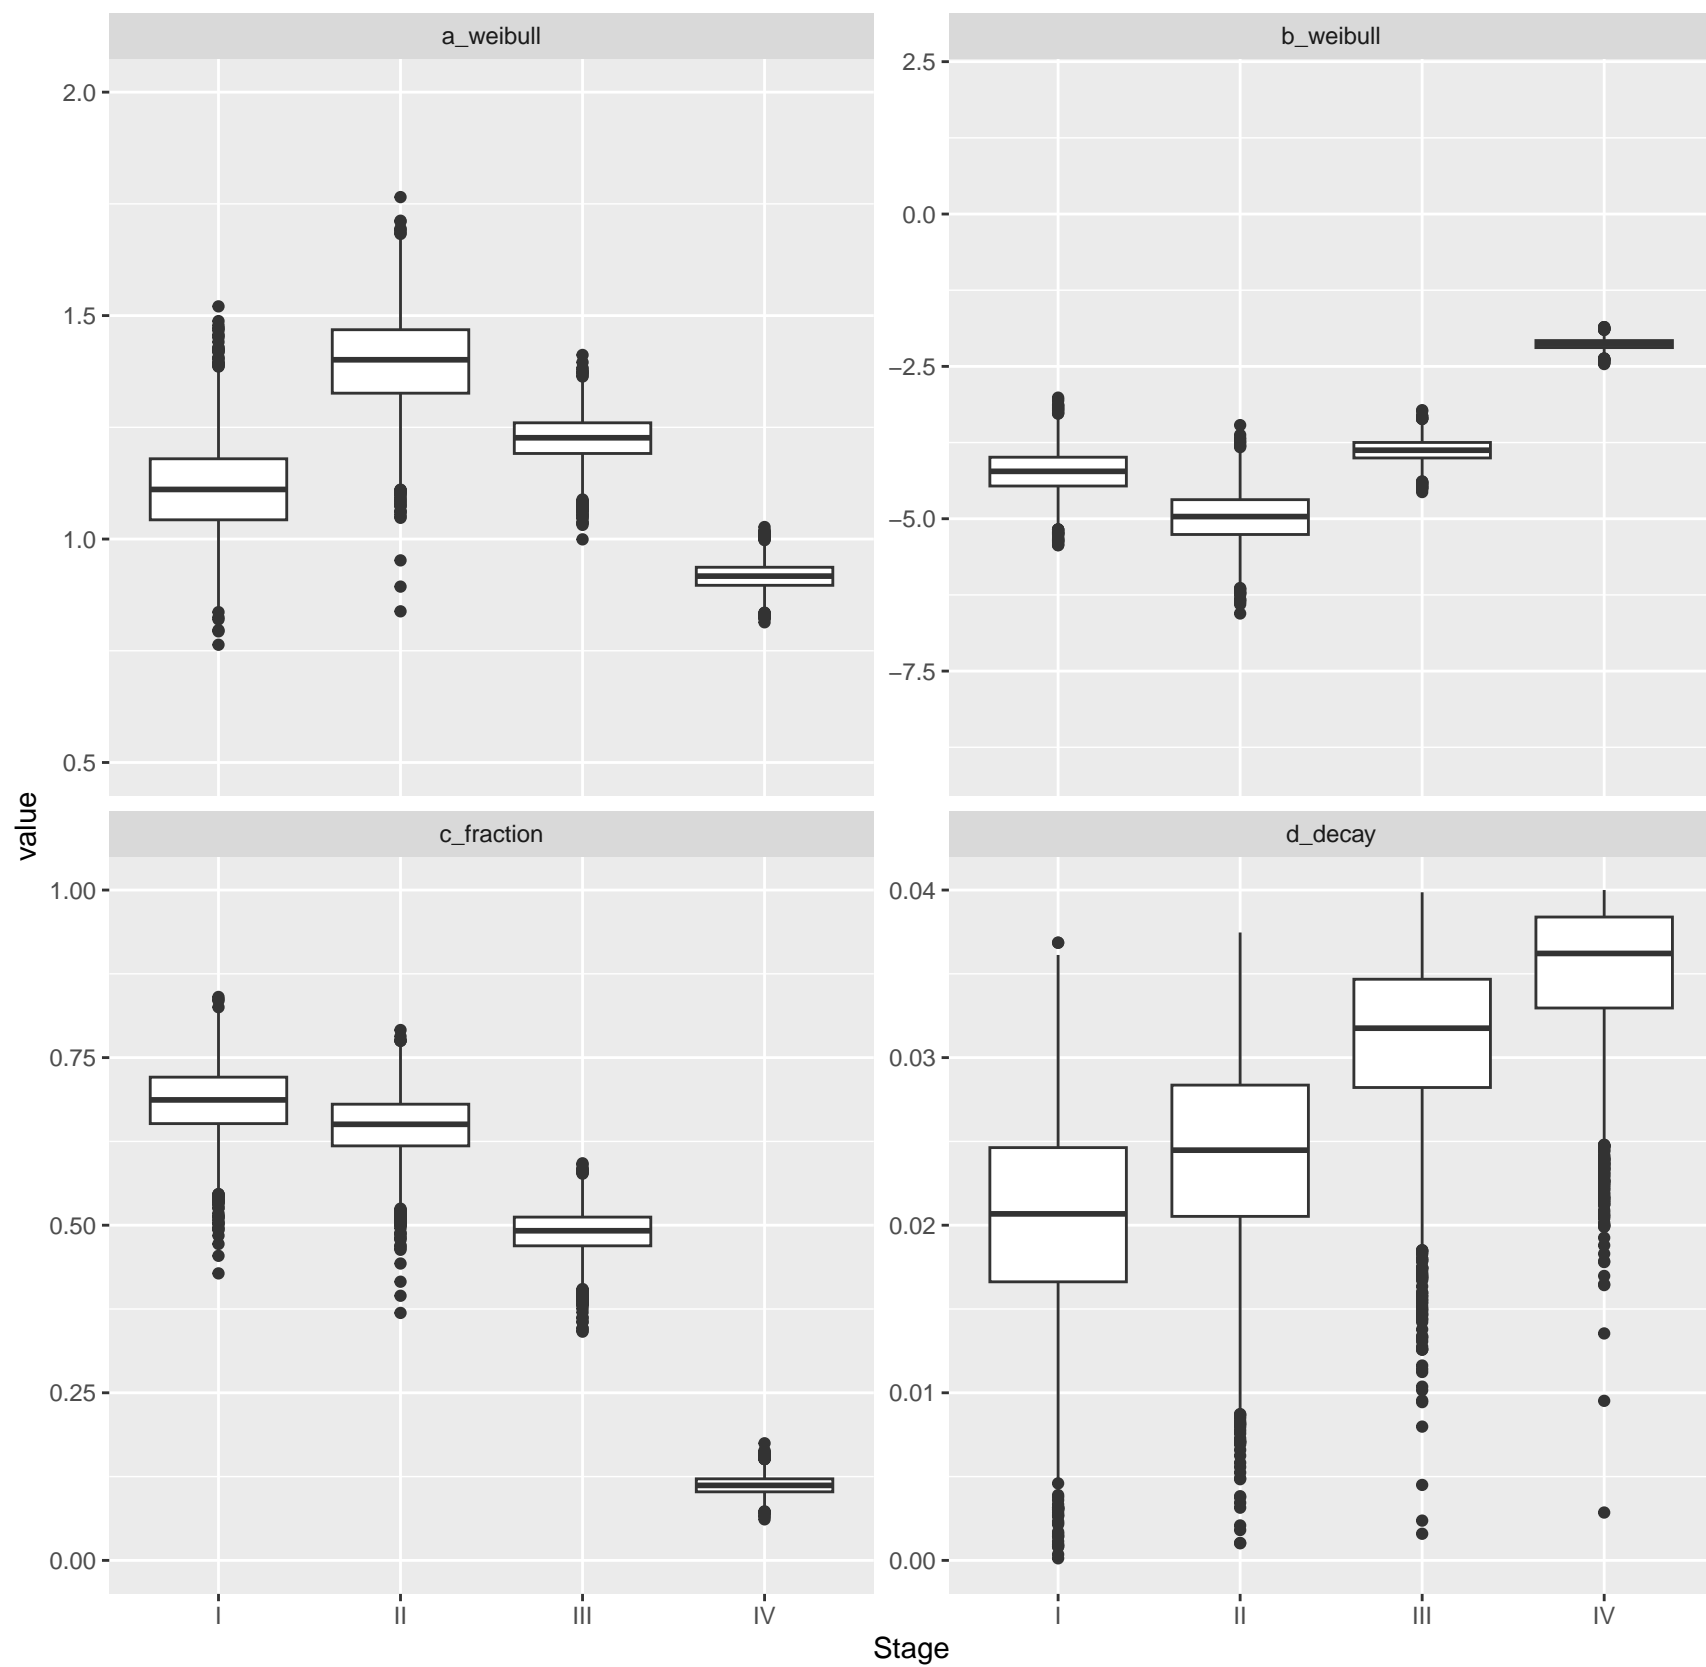 a_weibull
b_weibull
2.0
1.5
1.0
0.5
2.5
0.0
−2.5
−5.0
−7.5
value
c_fraction
d_decay
1.00
0.75
0.50
0.25
0.00
0.04
0.03
0.02
0.01
0.00
I II III IV
I II III IV
Stage